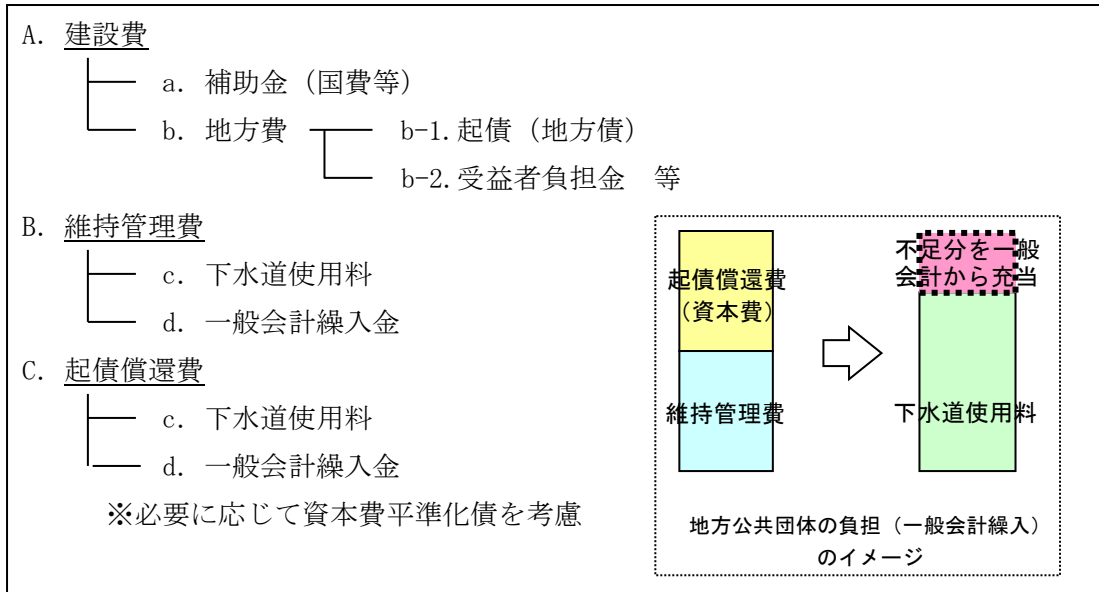 A. 建設費
a. 補助金（国費等）
b. 地方費
b-1.起債（地方債）
b-2.受益者負担金　等
B. 維持管理費
c. 下水道使用料
d. 一般会計繰入金
C. 起債償還費
c. 下水道使用料
d. 一般会計繰入金
※必要に応じて資本費平準化債を考慮
起債償還費
（資本費）
維持管理費
不足分を一般
会計から充当
下水道使用料
地方公共団体の負担（一般会計繰入）
のイメージ